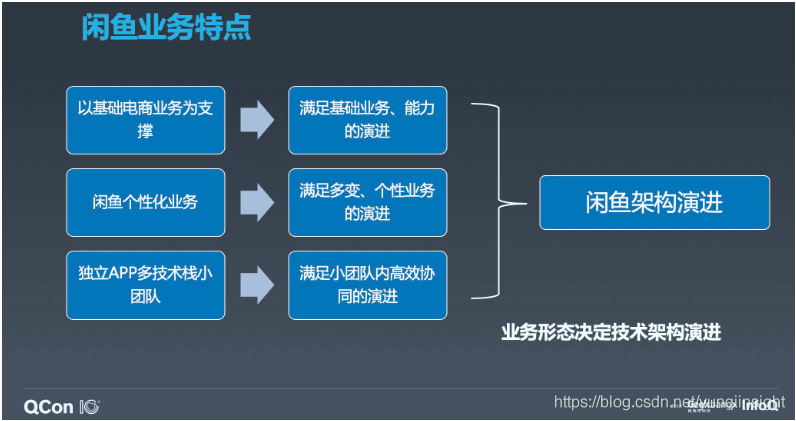 闲鱼业务特点
以基础电商业务为支
撑
满足基础业务、能力
的演进
闲鱼个性化业务
满足多变、个性业务
的演进
独立APP多技术栈小
团队
满足小团队内高效协
同的演进
闲鱼架构演进
业务形态决定技术架构演进
QCon 10
https://blog.csdn.net/yunqiinsight
InfoQ